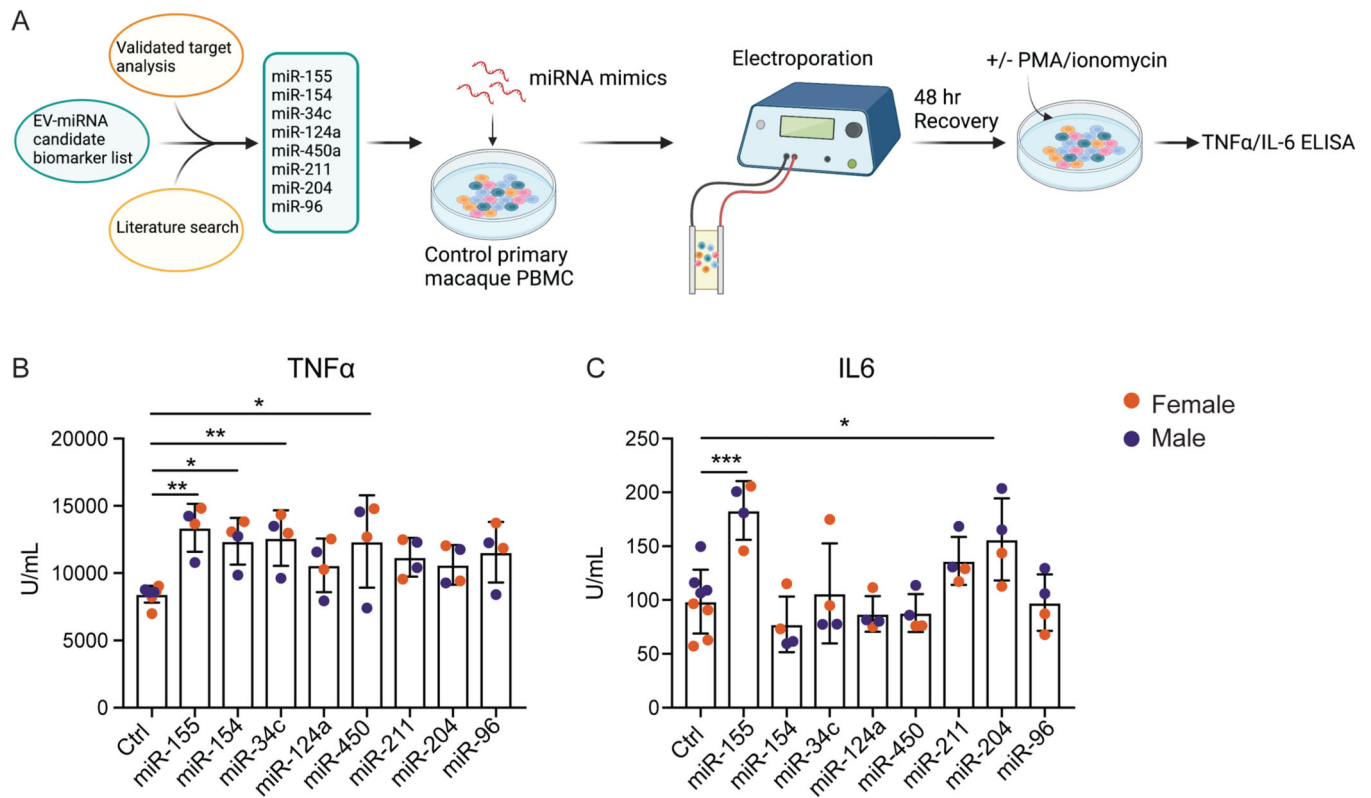 A
Validated target
analysis
EV-miRNA
candidate
biomarker list
Literature search
miR-155
miR-154
miR-34c
miR-124a
miR-450a
miR-211
miR-204
miR-96
miRNA mimics
Control primary
macaque PBMC
Electroporation
48 hr
Recovery
+/- PMA/ionomycin
TNFα/IL-6 ELISA
B
TNFα
*
**
*
**
U/mL
20000
15000
10000
5000
0
Ctrl
miR-155
miR-154
miR-34c
miR-124a
miR-450
miR-211
miR-204
miR-96
C
IL6
*
***
U/mL
250
200
150
100
50
0
Ctrl
miR-155
miR-154
miR-34c
miR-124a
miR-450
miR-211
miR-204
miR-96
Female
Male